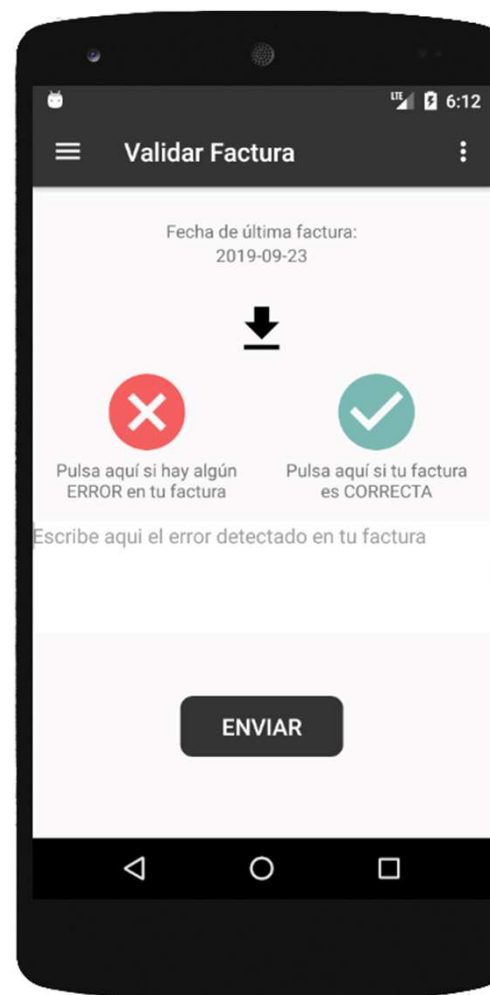 LTE 6:12
Validar Factura
Fecha de última factura:
2019-09-23
Pulsa aquí si hay algún
ERROR en tu factura
Pulsa aquí si tu factura
es CORRECTA
Escribe aqui el error detectado en tu factura
ENVIAR